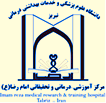 دانشگاه علوم پزشکی و خدمات بهداشتی درمانی
تبریز
مرکز آموزشی درمانی و تحقیقاتی امام رضا(ع)
Imam reza medical research & training hospital
Tabriz _ Iran